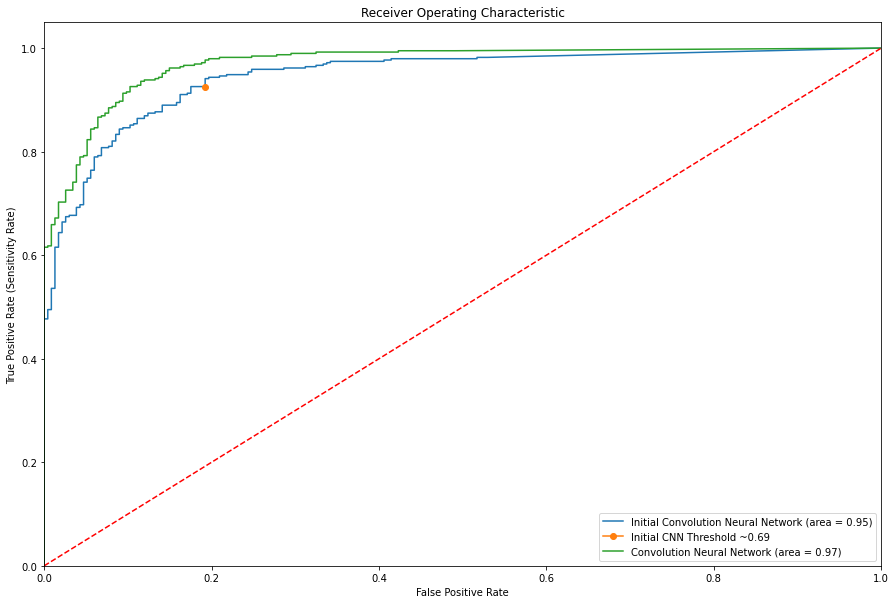 Receiver Operating Characteristic
True Positive Rate (Sensitivity Rate)
1.0
0.8
0.6
0.4
0.2
0.0
Initial Convolution Neural Network (area = 0.95)
Initial CNN Threshold ~0.69
Convolution Neural Network (area = 0.97)
0.0 0.2 0.4 0.6 0.8 1.0
False Positive Rate